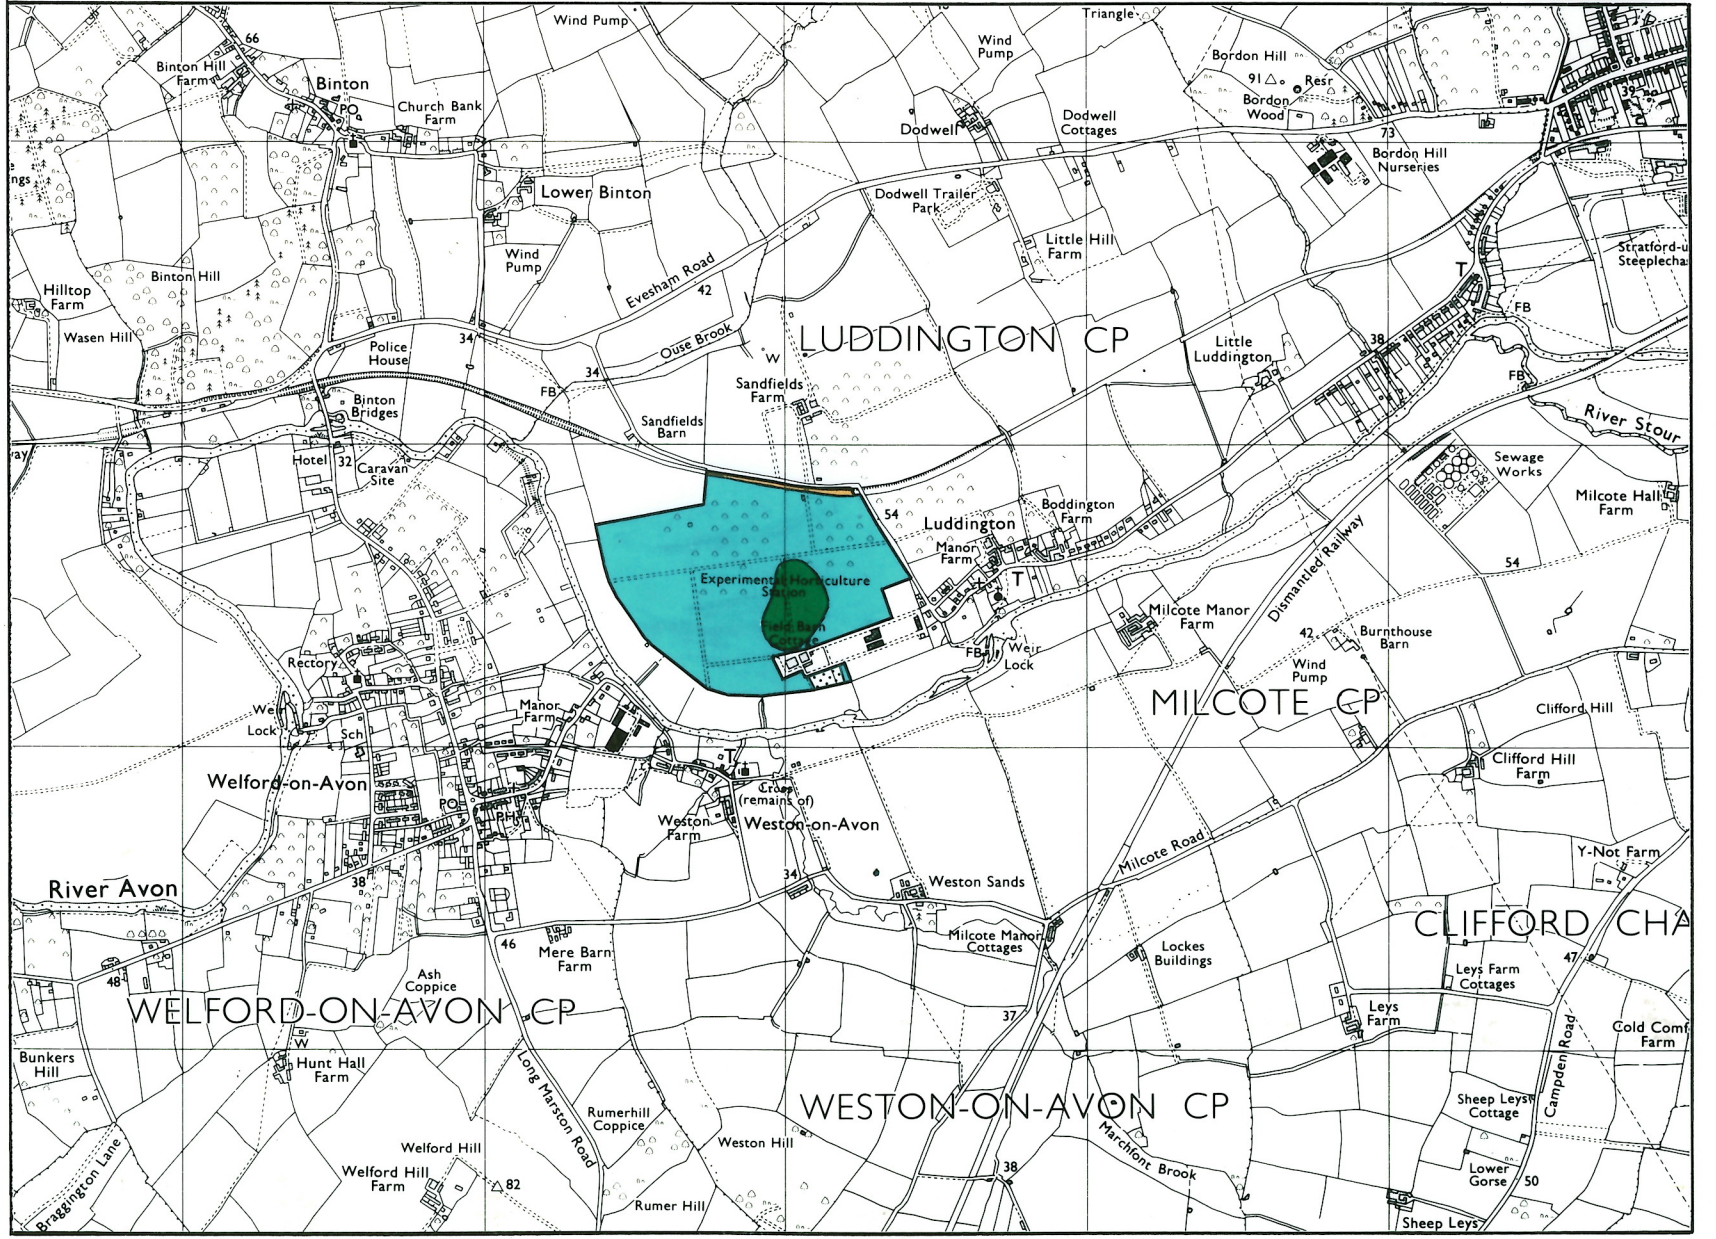 Wind Pump
Triangle
66
Binton Hill
Farm
Binton
PO
Church Bank
Farm
Wind
Pump
Bordon Hill
91
Resr
Bordon
Wood
39
Dodwell
Dodwell
Cottages
73
Bordon Hill
Nurseries
ngs
Lower Binton
Dodwell Trailer
Park
Wind
Pump
Little Hill
Farm
Stratford-u
Steeplecha
Binton Hill
Evesham Road
42
T
Hilltop
Farm
FB
Wasen Hill
Police
House
34
Ouse Brook
LUDDINGTON CP
W
Little
Luddington
38
34
FB
Sandfields
Farm
FB
Binton
Bridges
Sandfields
Barn
River Stour
way
Hotel
32
Caravan
Site
Sewage
Works
Milcote Hall
Farm
54
Luddington
Boddington
Farm
Manor
Farm
T
Dismantled Railway
54
Experimental Horticulture
Station
Field Barn
Cottage
Milcote Manor
Farm
42
Burnthouse
Barn
Rectory
FB
Weir
Lock
Wind
Pump
MILCOTE CP
Weir
Lock
Manor
Farm
Sch
Clifford Hill
T
Clifford Hill
Farm
Welford-on-Avon
PO
PH
Cross
(remains of)
Weston
Farm
Weston-on-Avon
Milcote Road
Y-Not Farm
River Avon
38
34
Weston Sands
CLIFFORD CHA
46
Mere Barn
Farm
Milcote Manor
Cottages
Lockes
Buildings
47
48
Ash
Coppice
Leys Farm
Cottages
WELFORD-ON-AVON CP
37
Leys
Farm
Cold Comf
Farm
Bunkers
Hill
W
Hunt Hall
Farm
Long Marston Road
Campden Road
Rumerhill
Coppice
WESTON-ON-AVON CP
Sheep Leys
Cottage
Weston Hill
Marchfont Brook
Braggington Lane
Welford Hill
Welford Hill
Farm
82
38
Lower
Gorse
50
Rumer Hill
Sheep Leys